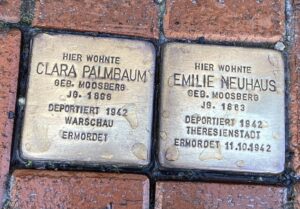 HIER WOHNTE
CLARA PALMBAUM
GEB. MOOSBERG
JG. 1866
DEPORTIERT 1942
WARSCHAU
ERMORDET
HIER WOHNTE
EMILIE NEUHAUS
GEB. MOOSBERG
JG. 1863
DEPORTIERT 1942
THERESIENSTADT
ERMORDET 11.10.1942